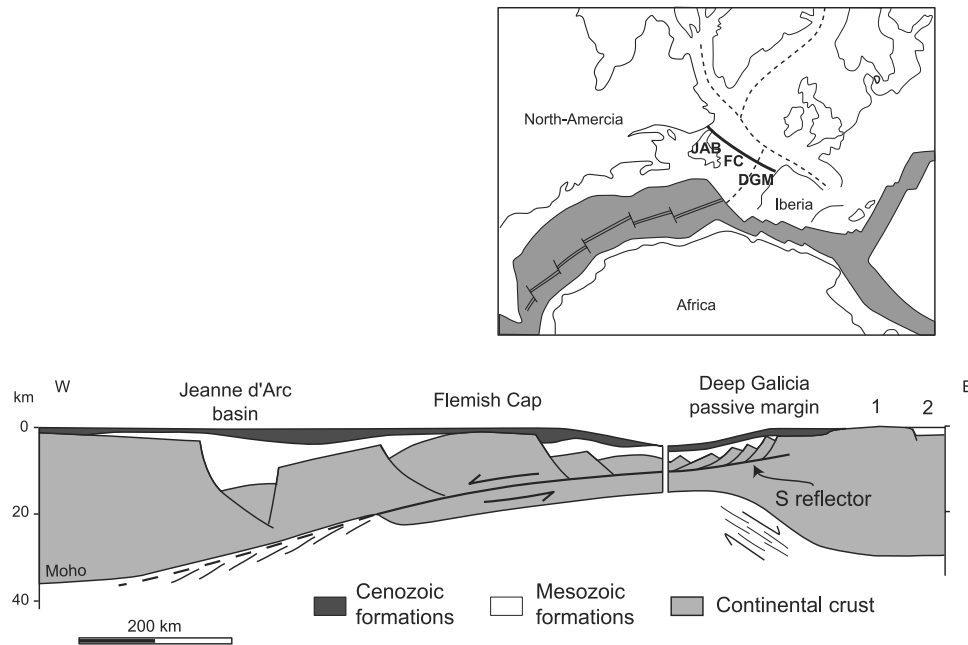 North-Amercia
JAB
FC
DGM
Iberia
Africa
W
E
km
Jeanne d'Arc
basin
Flemish Cap
Deep Galicia
passive margin
1
2
0
20
40
S reflector
Moho
Cenozoic
formations
Mesozoic
formations
Continental crust
200 km